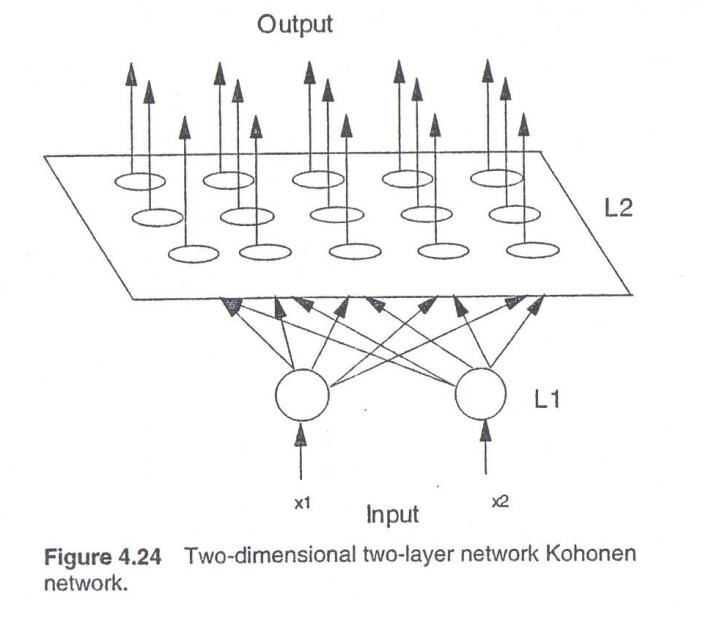 Output
L2
L1
x1
x2
Input
Figure 4.24 Two-dimensional two-layer network Kohonen
network.